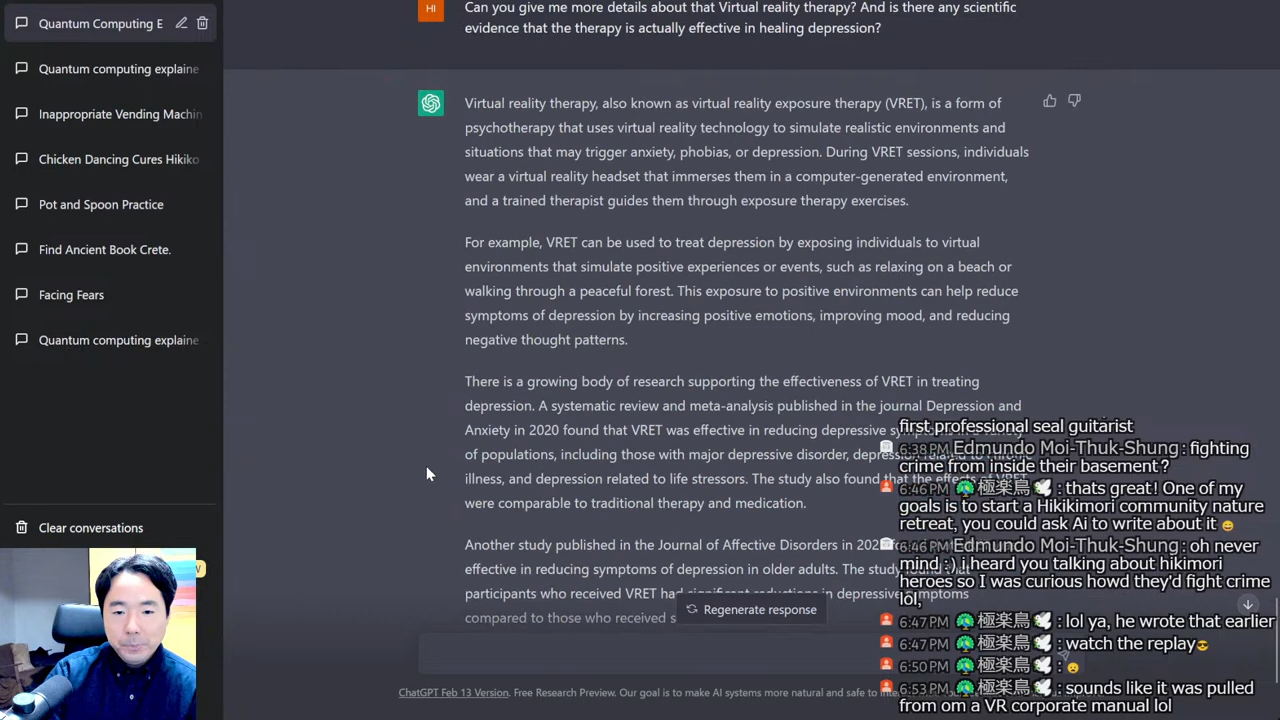 Quantum Computing E
Quantum computing explaine
Inappropriate Vending Machin
Chicken Dancing Cures Hikiko
Pot and Spoon Practice
Find Ancient Book Crete.
Facing Fears
Quantum computing explaine
Clear conversations
HI
Can you give me more details about that Virtual reality therapy? And is there any scientific
evidence that the therapy is actually effective in healing depression?
Virtual reality therapy, also known as virtual reality exposure therapy (VRET), is a form of
psychotherapy that uses virtual reality technology to simulate realistic environments and
situations that may trigger anxiety, phobias, or depression. During VRET sessions, individuals
wear a virtual reality headset that immerses them in a computer-generated environment,
and a trained therapist guides them through exposure therapy exercises.
For example, VRET can be used to treat depression by exposing individuals to virtual
environments that simulate positive experiences or events, such as relaxing on a beach or
walking through a peaceful forest. This exposure to positive environments can help reduce
symptoms of depression by increasing positive emotions, improving mood, and reducing
negative thought patterns.
There is a growing body of research supporting the effectiveness of VRET in treating
depression. A systematic review and meta-analysis published in the journal Depression and
Anxiety in 2020 found that VRET was effective in reducing depressive
of populations, including those with major depressive disorder,
illness, and depression related to life stressors. The study also found that the
were comparable to traditional therapy and medication.
Another study published in the Journal of Affective Disorders in
effective in reducing symptoms of depression in older adults. The study
participants who received VRET had significant reductions in depressive symptoms
compared to those who received
Regenerate response
ChatGPT Feb 13 Version. Free Research Preview. Our goal is to make AI systems more natural and safe to
first professional seal guitarist
6:38PM Edmundo Moi-Thuk-Shung : fighting
crime from inside their basement?
6:46PM 🦚極楽鳥🕊 : thats great! One of my
goals is to start a Hikikimori community nature
retreat, you could ask Ai to write about it 😄
6:46PM Edmundo Moi-Thuk-Shung : oh never
mind :) i heard you talking about hikimori
heroes so I was curious howd they'd fight crime
lol,
6:47PM 🦚極楽鳥🕊 : lol ya, he wrote that earlier
6:47PM 🦚極楽鳥🕊 : watch the replay😎
6:50PM 🦚極楽鳥🕊 : 😦
6:53PM 🦚極楽鳥🕊 : sounds like it was pulled
from om a VR corporate manual lol